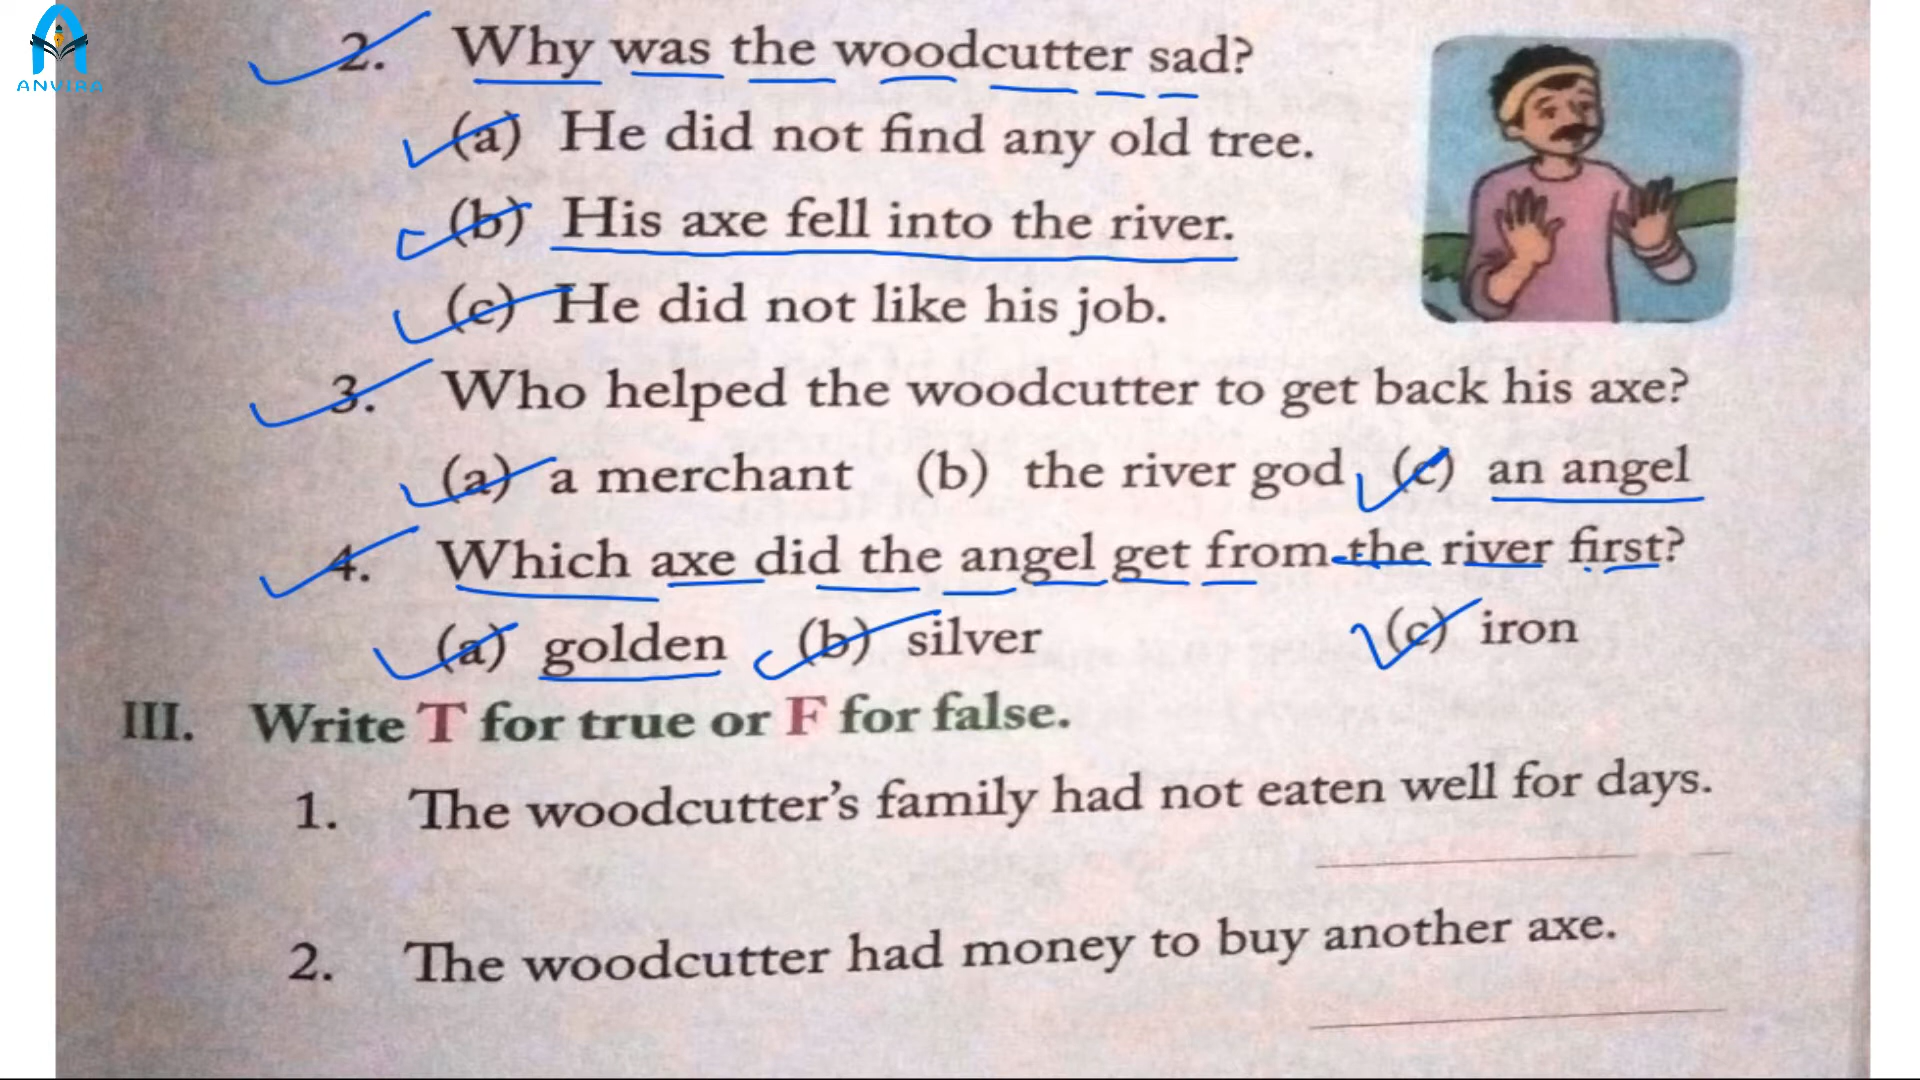 ANVIRA
2. Why was the woodcutter sad?
(a) He did not find any old tree.
(b) His axe fell into the river.
(c) He did not like his job.
3. Who helped the woodcutter to get back his axe?
(a) a merchant (b) the river god (c) an angel
4. Which axe did the angel get from the river first?
(a) golden (b) silver (c) iron
III. Write T for true or F for false.
1. The woodcutter's family had not eaten well for days.
2. The woodcutter had money to buy another axe.